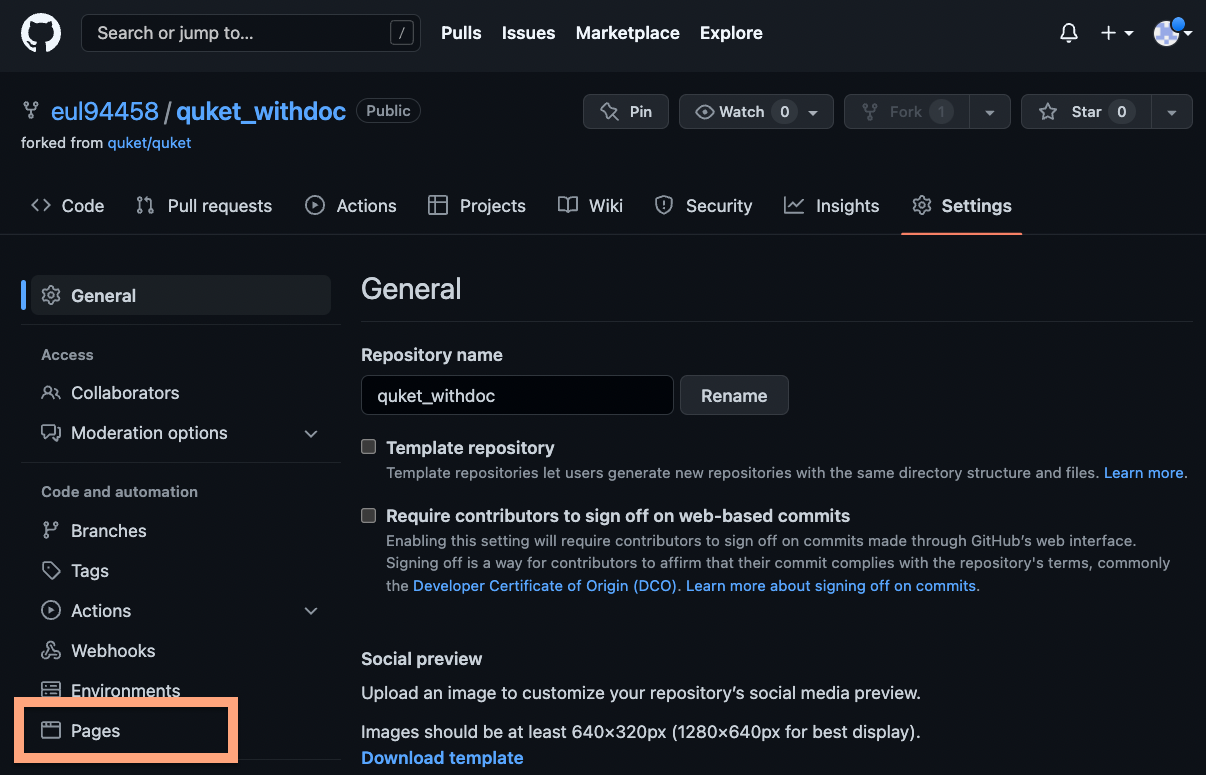 Search or jump to... /
Pulls Issues Marketplace Explore
eul94458 / quket_withdoc Public
Pin Watch 0 Fork 1 Star 0
forked from quket/quket
Code Pull requests Actions Projects Wiki Security Insights Settings
General
Access
Collaborators
Moderation options
Code and automation
Branches
Tags
Actions
Webhooks
Environments
Pages
General
Repository name
quket_withdoc Rename
Template repository
Template repositories let users generate new repositories with the same directory structure and files. Learn more.
Require contributors to sign off on web-based commits
Enabling this setting will require contributors to sign off on commits made through GitHub’s web interface.
Signing off is a way for contributors to affirm that their commit complies with the repository's terms, commonly
the Developer Certificate of Origin (DCO). Learn more about signing off on commits.
Social preview
Upload an image to customize your repository’s social media preview.
Images should be at least 640×320px (1280×640px for best display).
Download template